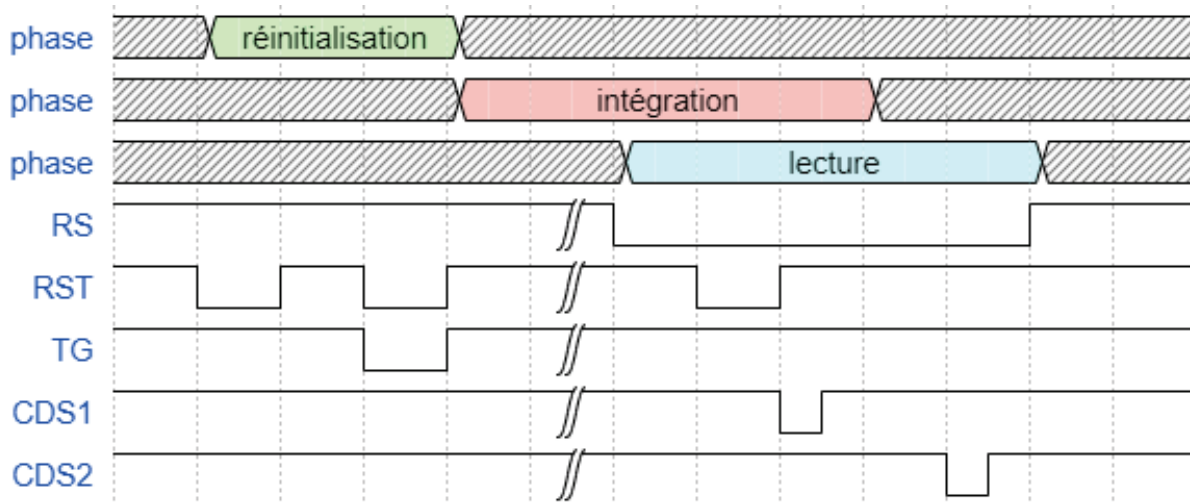 phase réinitialisation
phase intégration
phase lecture
RS
RST
TG
CDS1
CDS2